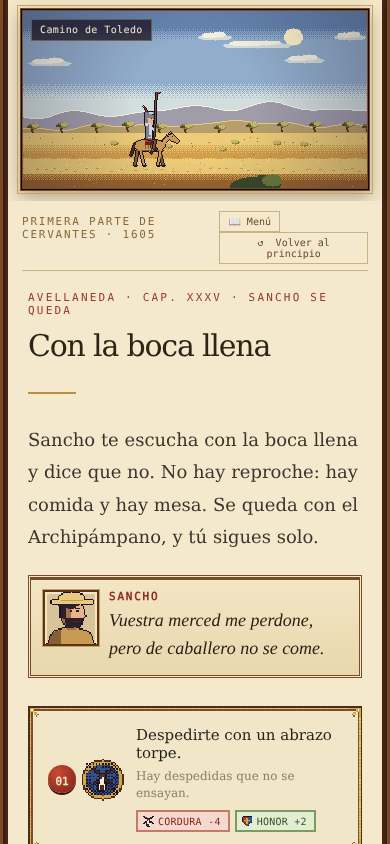 Camino de Toledo
PRIMERA PARTE DE
CERVANTES · 1605
📖 Menú
↺ Volver al
principio
AVELLANEDA · CAP. XXXV · SANCHO SE
QUEDA
Con la boca llena
Sancho te escucha con la boca llena
y dice que no. No hay reproche: hay
comida y hay mesa. Se queda con el
Archipámpano, y tú sigues solo.
SANCHO
Vuestra merced me perdone,
pero de caballero no se come.
01
Despedirte con un abrazo
torpe.
Hay despedidas que no se
ensayan.
CORDURA -4
HONOR +2